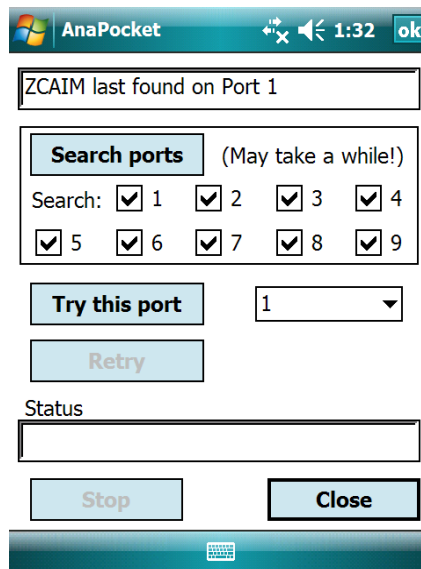 AnaPocket 1:32 ok
ZCAIM last found on Port 1
Search ports (May take a while!)
Search: 1 2 3 4
5 6 7 8 9
Try this port 1
Retry
Status
Stop Close